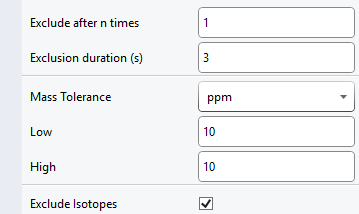 Exclude after n times 1
Exclusion duration (s) 3
Mass Tolerance ppm
Low 10
High 10
Exclude Isotopes